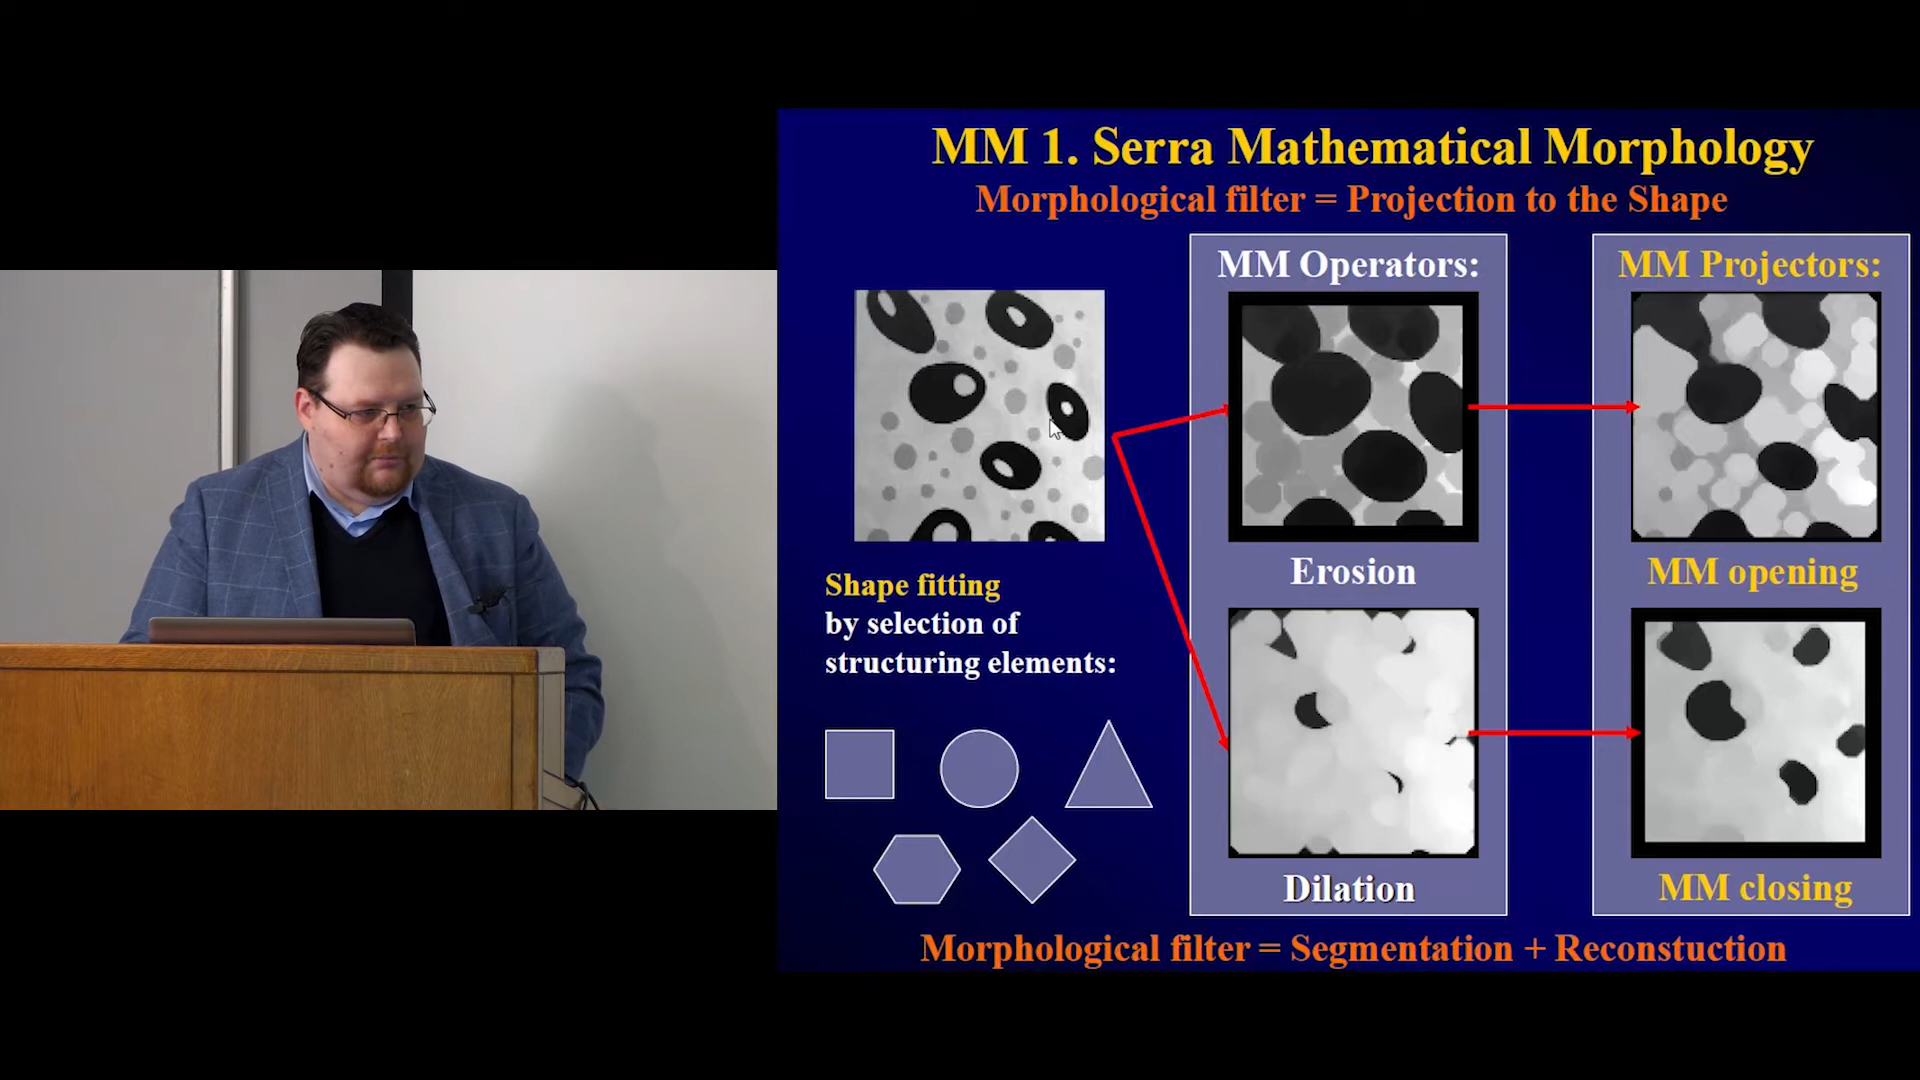 MM 1. Serra Mathematical Morphology
Morphological filter = Projection to the Shape
MM Operators:
MM Projectors:
Erosion
MM opening
Shape fitting
by selection of
structuring elements:
Dilation
MM closing
Morphological filter = Segmentation + Reconstuction